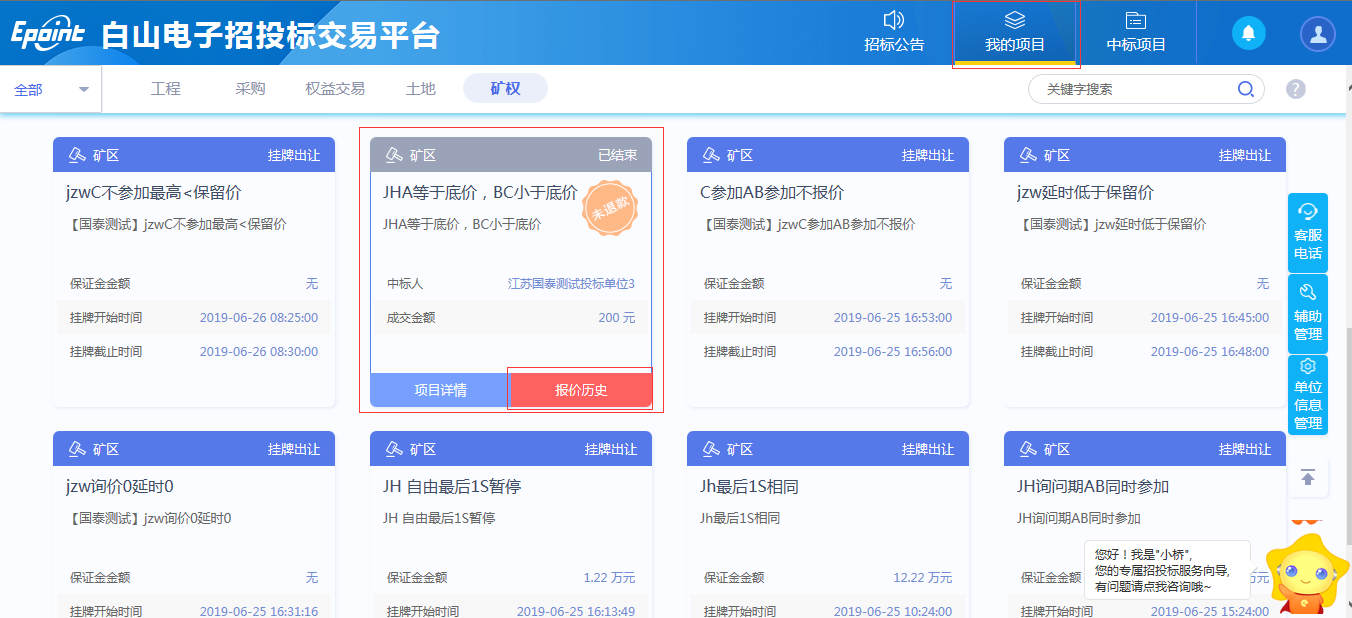 Epoint 白山电子招投标交易平台
招标公告
我的项目
中标项目
全部
工程
采购
权益交易
土地
矿权
关键字搜索
?
矿区 挂牌出让
jzwC不参加最高<保留价
【国泰测试】jzwC不参加最高<保留价
保证金金额 无
挂牌开始时间 2019-06-26 08:25:00
挂牌截止时间 2019-06-26 08:30:00
矿区 已结束
JHA等于底价，BC小于底价
JHA等于底价，BC小于底价
未退款
中标人 江苏国泰测试投标单位3
成交金额 200 元
项目详情
报价历史
矿区 挂牌出让
C参加AB参加不报价
【国泰测试】jzwC参加AB参加不报价
保证金金额 无
挂牌开始时间 2019-06-25 16:53:00
挂牌截止时间 2019-06-25 16:56:00
矿区 挂牌出让
jzw延时低于保留价
【国泰测试】jzw延时低于保留价
保证金金额 无
挂牌开始时间 2019-06-25 16:45:00
挂牌截止时间 2019-06-25 16:48:00
客服
电话
辅助
管理
单位
信息
管理
矿区 挂牌出让
jzw询价0延时0
【国泰测试】jzw询价0延时0
保证金金额 无
挂牌开始时间 2019-06-25 16:31:16
矿区 挂牌出让
JH 自由最后1S暂停
JH 自由最后1S暂停
保证金金额 1.22 万元
挂牌开始时间 2019-06-25 16:13:49
矿区 挂牌出让
Jh最后1S相同
Jh最后1S相同
保证金金额 12.22 万元
挂牌开始时间 2019-06-25 10:24:00
矿区 挂牌出让
JH询问期AB同时参加
JH询问期AB同时参加
保证金金额 万元
挂牌开始时间 2019-06-25 15:24:00
您好！我是"小桥",
您的专属招投标服务向导,
有问题请点我咨询哦~